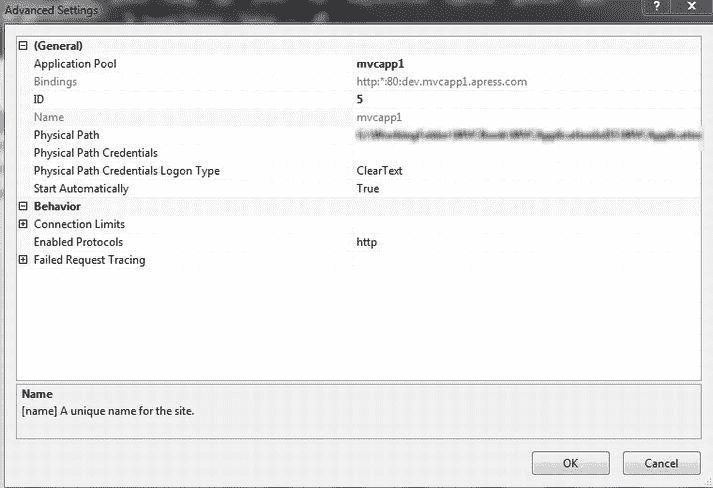 Advanced Settings
(General)
Application Pool mvcapp1
Bindings http:*:80:dev.mvcapp1.apress.com
ID 5
Name mvcapp1
Physical Path
Physical Path Credentials
Physical Path Credentials Logon Type ClearText
Start Automatically True
Behavior
Connection Limits
Enabled Protocols http
Failed Request Tracing
Name
[name] A unique name for the site.
OK Cancel